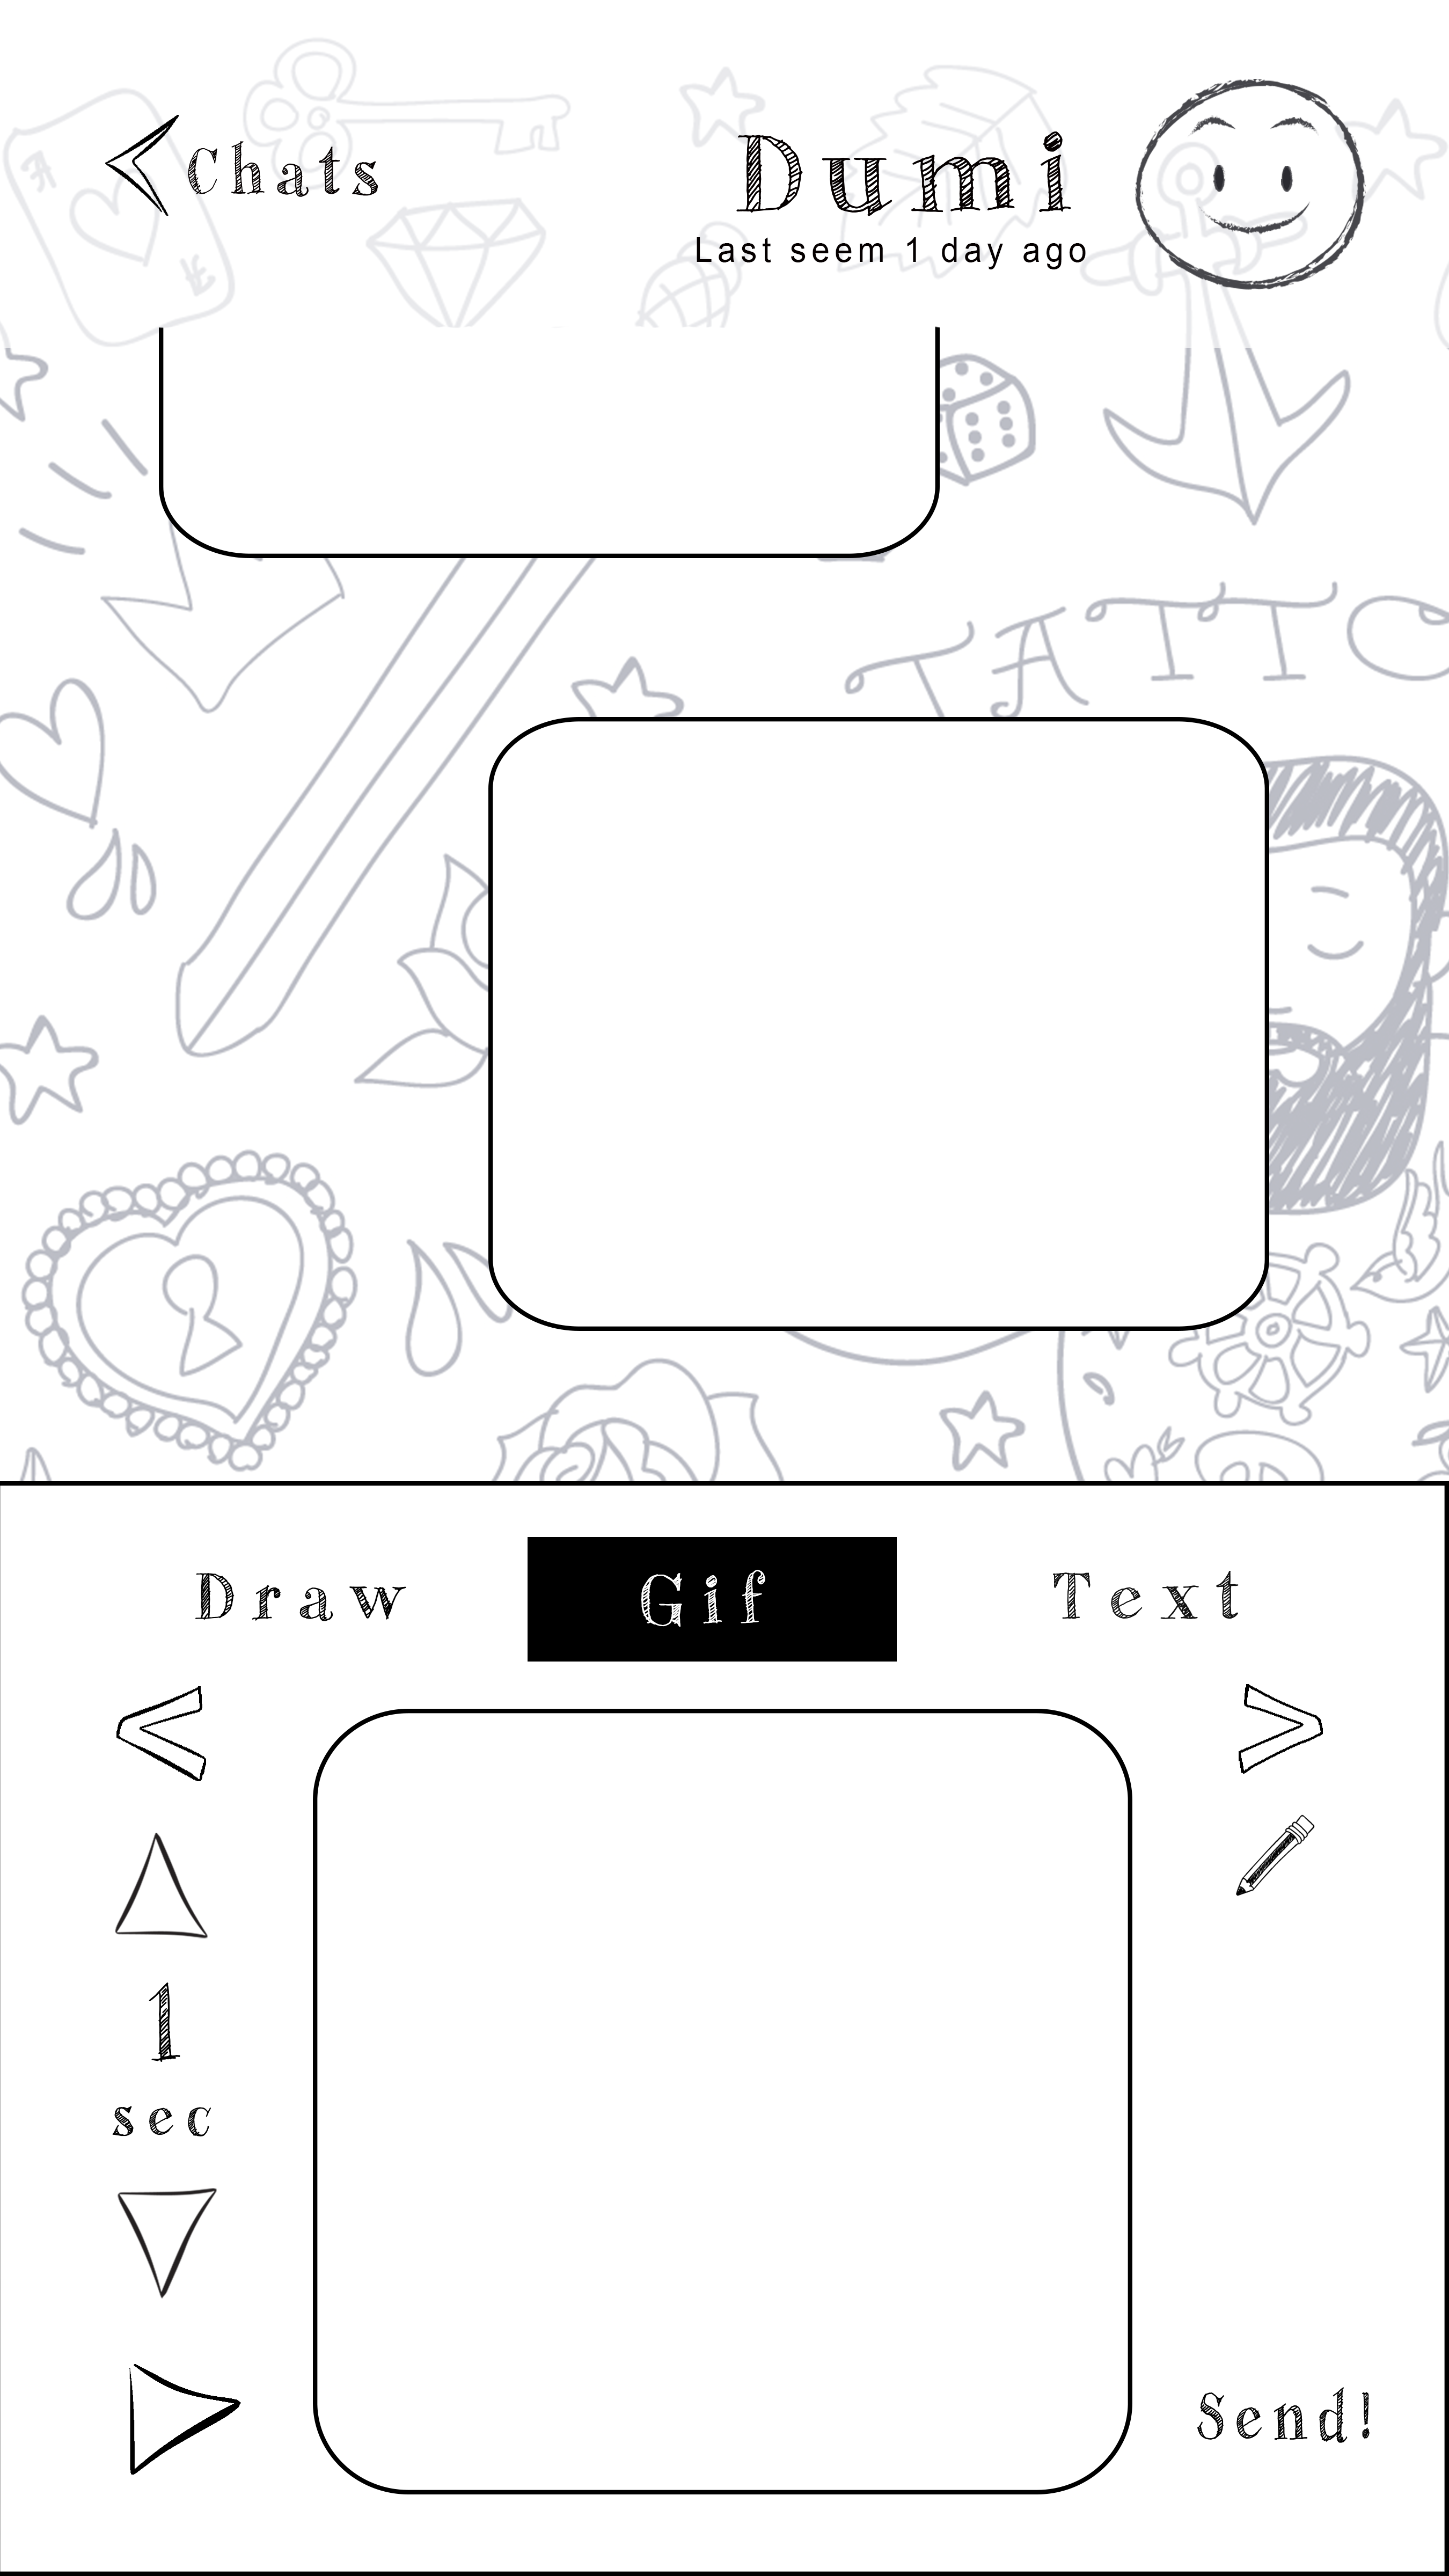 Chats
Dumi
Last seem 1 day ago
TATTO
Draw
Gif
Text
1
sec
Send!